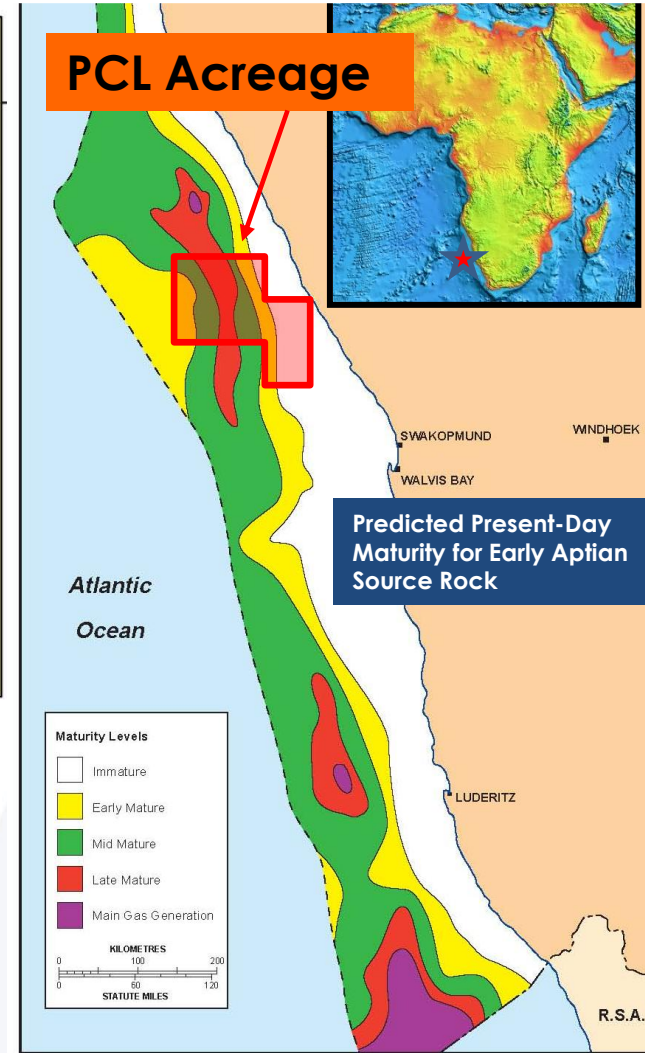 PCL Acreage
SWAKOPMUND
WINDHOEK
WALVIS BAY
Predicted Present-Day
Maturity for Early Aptian
Source Rock
Atlantic
Ocean
Maturity Levels
Immature
Early Mature
Mid Mature
Late Mature
Main Gas Generation
KILOMETRES
0 100 200
0 60 120
STATUTE MILES
LUDERITZ
R.S.A.